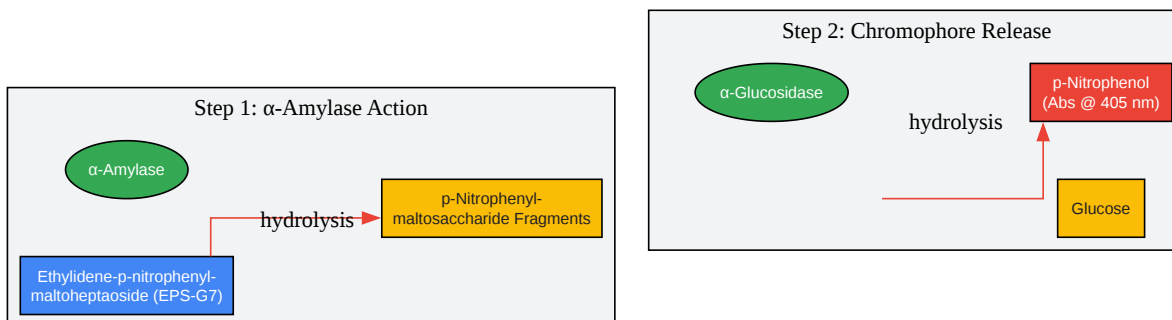 Step 1: α-Amylase Action
α-Amylase
hydrolysis
p-Nitrophenyl-
maltosaccharide Fragments
Ethylidene-p-nitrophenyl-
maltoheptaoside (EPS-G7)
Step 2: Chromophore Release
α-Glucosidase
hydrolysis
p-Nitrophenol
(Abs @ 405 nm)
Glucose